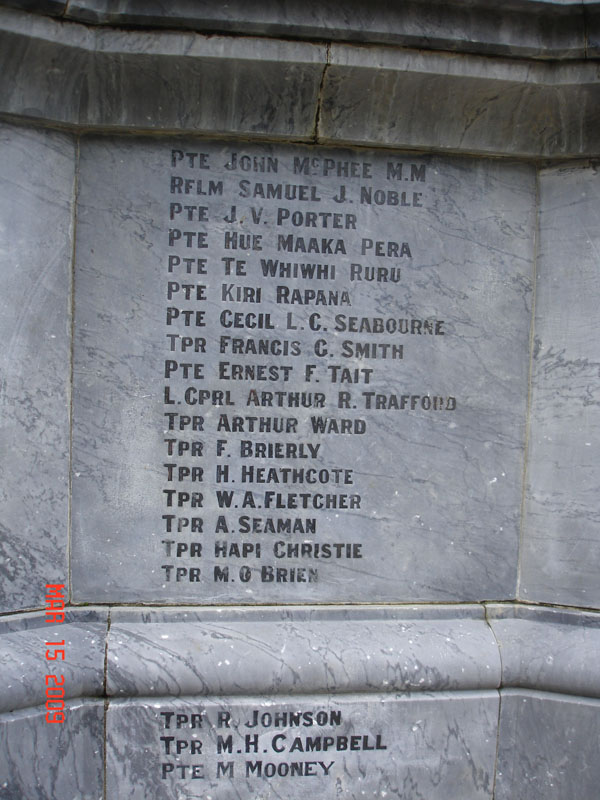 PTE JOHN McPHEE M.M
RFLM SAMUEL J. NOBLE
PTE J.V. PORTER
PTE HUE MAAKA PERA
PTE TE WHIWHI RURU
PTE KIRI RAPANA
PTE CECIL L.C. SEABOURNE
TPR FRANCIS C. SMITH
PTE ERNEST F. TAIT
L.CPRL ARTHUR R. TRAFFORD
TPR ARTHUR WARD
TPR F. BRIERLY
TPR H. HEATHCOTE
TPR W.A. FLETCHER
TPR A. SEAMAN
TPR HAPI CHRISTIE
TPR M. O'BRIEN
TPR R. JOHNSON
TPR M.H. CAMPBELL
PTE M MOONEY
MAR 15 2009